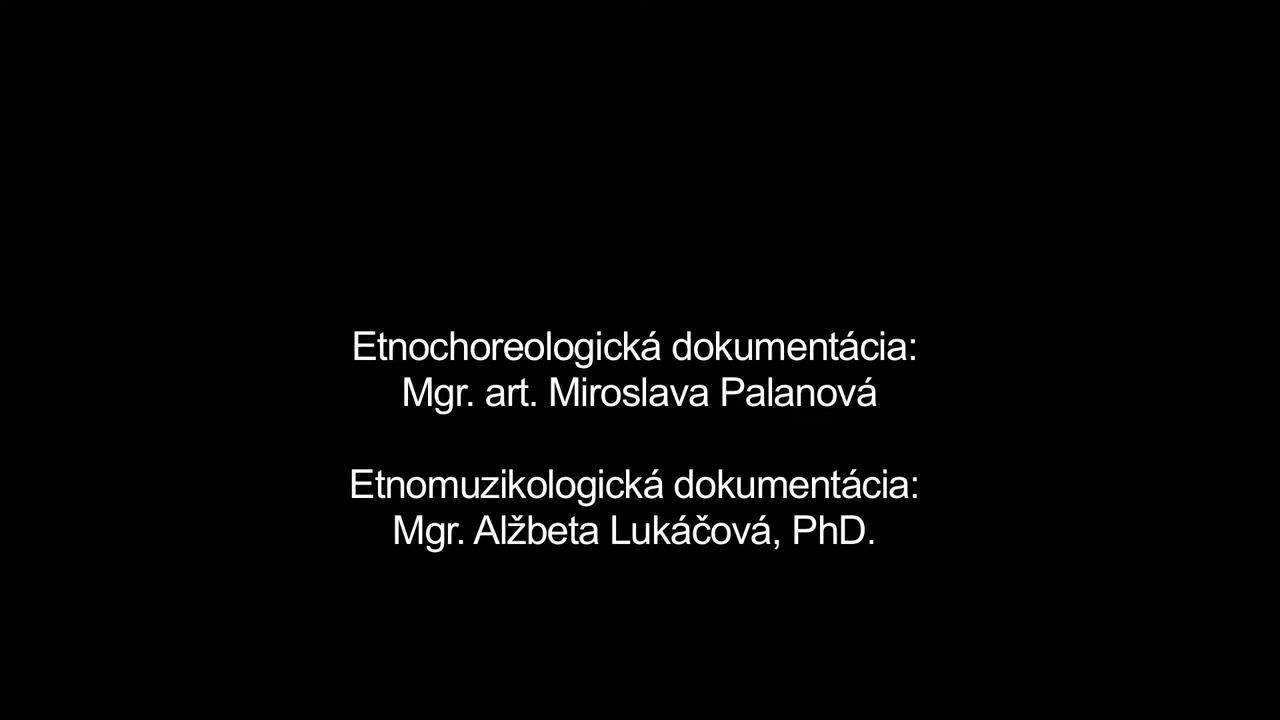 Etnochoreologická dokumentácia:
Mgr. art. Miroslava Palanová
Etnomuzikologická dokumentácia:
Mgr. Alžbeta Lukáčová, PhD.